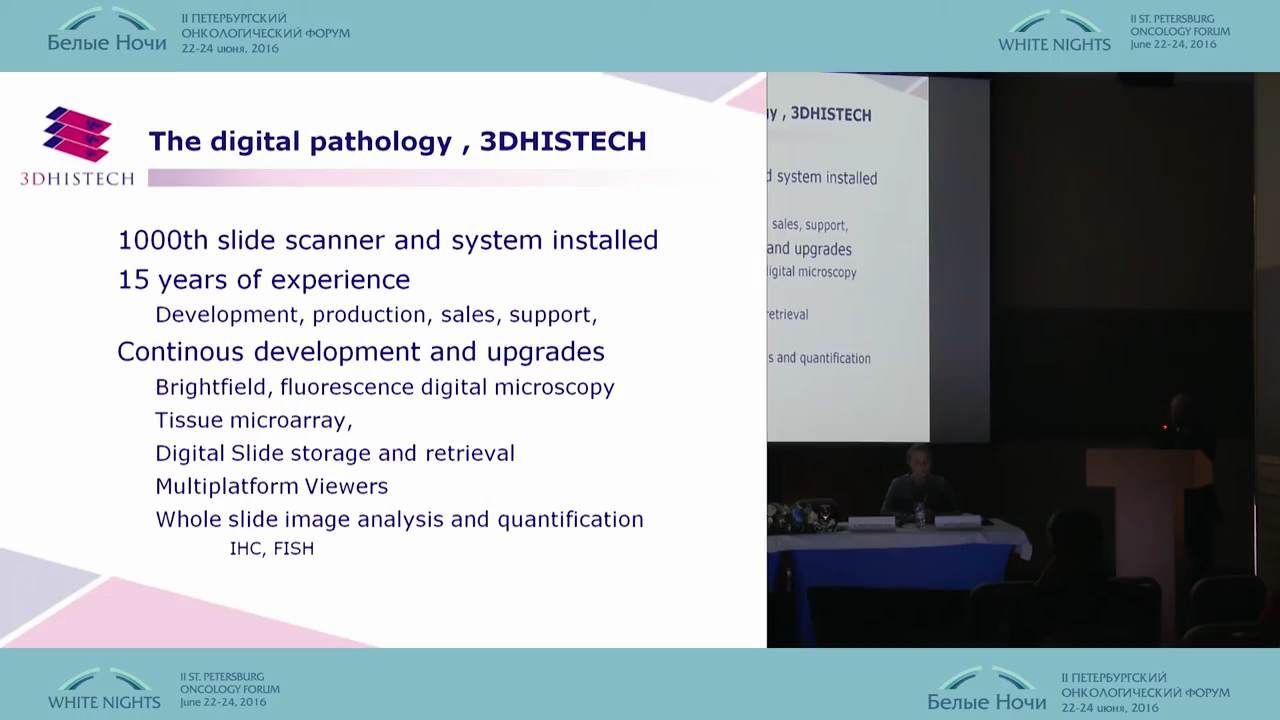 Белые Ночи
II ПЕТЕРБУРГСКИЙ
ОНКОЛОГИЧЕСКИЙ ФОРУМ
22-24 июня, 2016
WHITE NIGHTS
II ST. PETERSBURG
ONCOLOGY FORUM
June 22-24, 2016
3DHISTECH
The digital pathology , 3DHISTECH
1000th slide scanner and system installed
15 years of experience
Development, production, sales, support,
Continous development and upgrades
Brightfield, fluorescence digital microscopy
Tissue microarray,
Digital Slide storage and retrieval
Multiplatform Viewers
Whole slide image analysis and quantification
IHC, FISH
y , 3DHISTECH
d system installed
sales, support,
and upgrades
digital microscopy
retrieval
s and quantification
WHITE NIGHTS
II ST. PETERSBURG
ONCOLOGY FORUM
June 22-24, 2016
Белые Ночи
II ПЕТЕРБУРГСКИЙ
ОНКОЛОГИЧЕСКИЙ ФОРУМ
22-24 июня, 2016